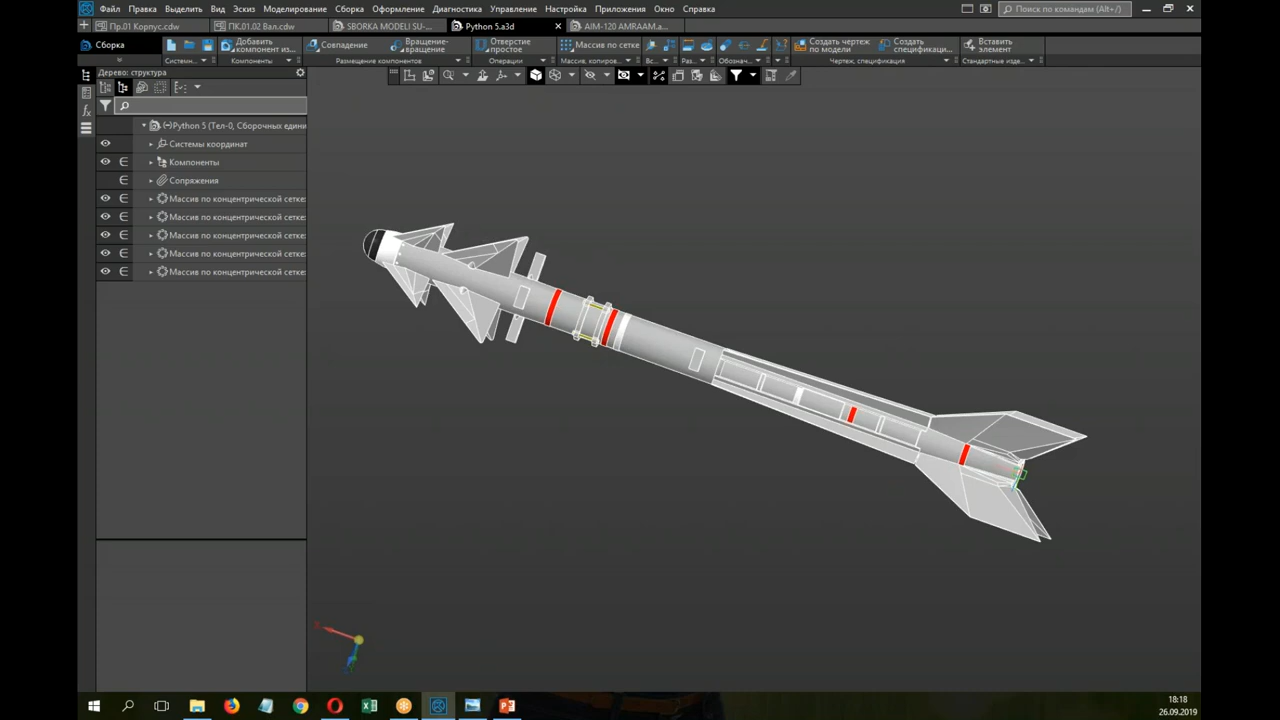 Файл Правка Выделить Вид Эскиз Моделирование Сборка Оформление Диагностика Управление Настройка Приложения Окно Справка
Поиск по командам (Alt+/)
Пр.01 Корпус.cdw
ПК.01.02 Вал.cdw
SBORKA MODELI SU-...
Python 5.a3d
AIM-120 AMRAAM.a...
Сборка
Добавить компонент из...
Совпадение
Вращение-вращение
Отверстие простое
Массив по сетке
Создать чертеж по модели
Создать спецификаци...
Вставить элемент
Системн...
Компоненты
Размещение компонентов
Операции
Массив, копиров...
Вс...
Раз...
Обознач...
Чертеж, спецификация
Стандартные изде...
Дерево: структура
(-)Python 5 (Тел-0, Сборочных едини
Системы координат
Компоненты
Сопряжения
Массив по концентрической сетке:
Массив по концентрической сетке:
Массив по концентрической сетке:
Массив по концентрической сетке:
Массив по концентрической сетке:
18:18
26.09.2019